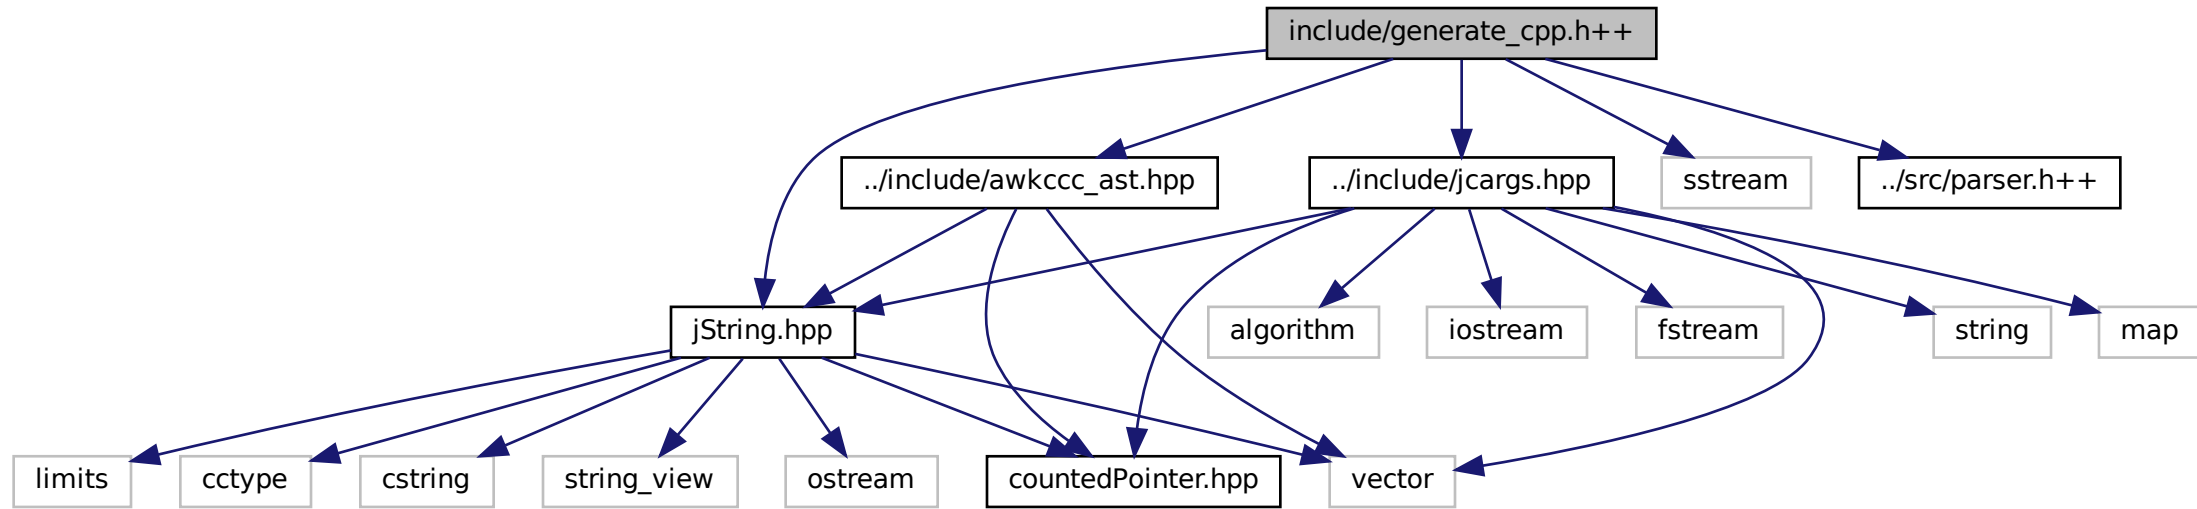 include/generate_cpp.h++
../include/awkccc_ast.hpp
../include/jcargs.hpp
sstream
../src/parser.h++
jString.hpp
algorithm
iostream
fstream
string
map
limits
cctype
cstring
string_view
ostream
countedPointer.hpp
vector